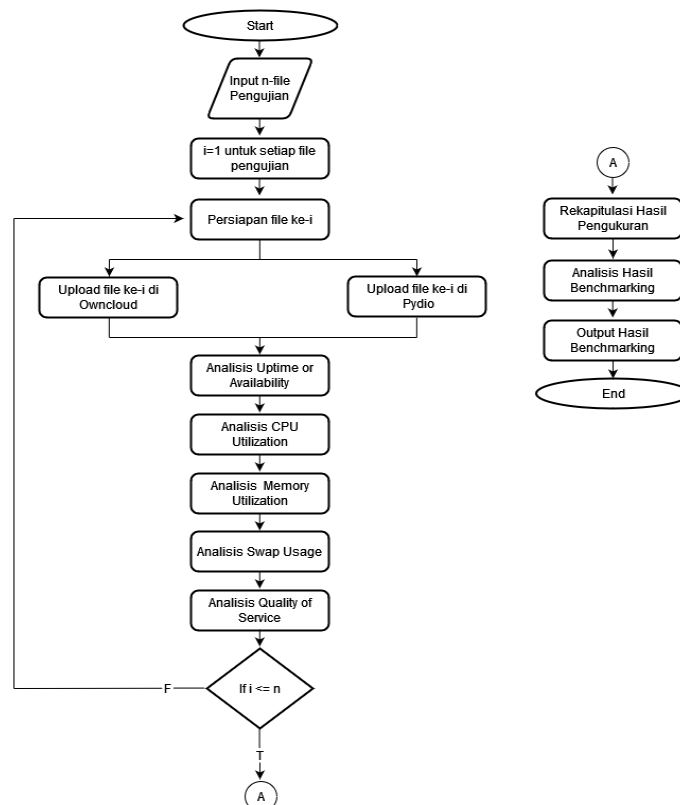 Start
Input n-file
Pengujian
i=1 untuk setiap file
pengujian
Persiapan file ke-i
Upload file ke-i di
Owncloud
Upload file ke-i di
Pydio
Analisis Uptime or
Availability
Analisis CPU
Utilization
Analisis Memory
Utilization
Analisis Swap Usage
Analisis Quality of
Service
If i <= n
F
T
A
A
Rekapitulasi Hasil
Pengukuran
Analisis Hasil
Benchmarking
Output Hasil
Benchmarking
End